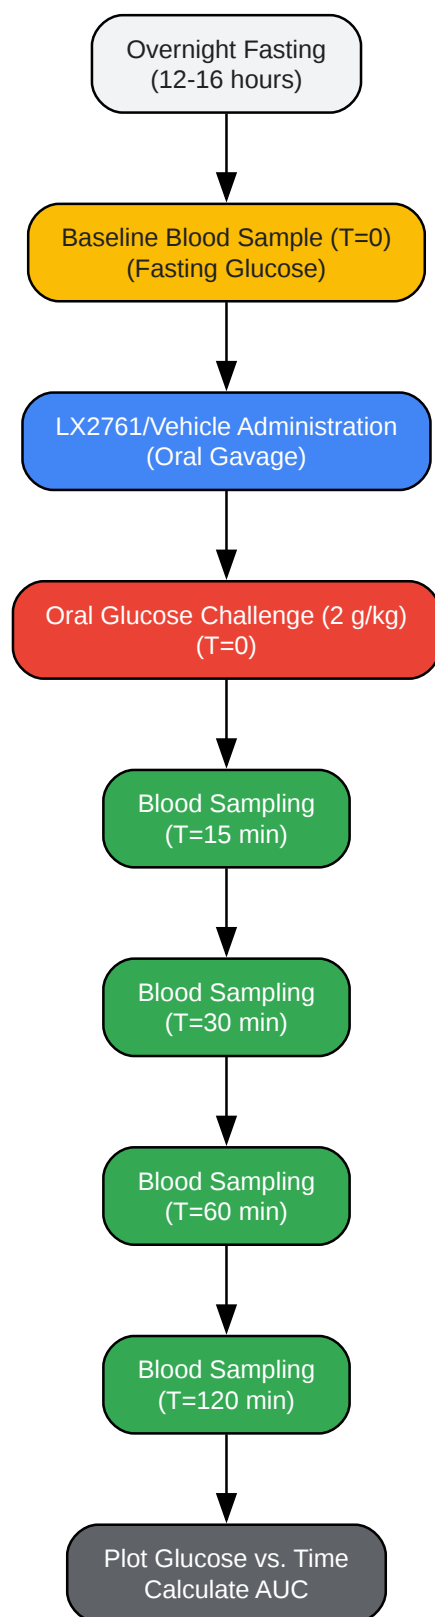 Overnight Fasting
(12-16 hours)
Baseline Blood Sample (T=0)
(Fasting Glucose)
LX2761/Vehicle Administration
(Oral Gavage)
Oral Glucose Challenge (2 g/kg)
(T=0)
Blood Sampling
(T=15 min)
Blood Sampling
(T=30 min)
Blood Sampling
(T=60 min)
Blood Sampling
(T=120 min)
Plot Glucose vs. Time
Calculate AUC